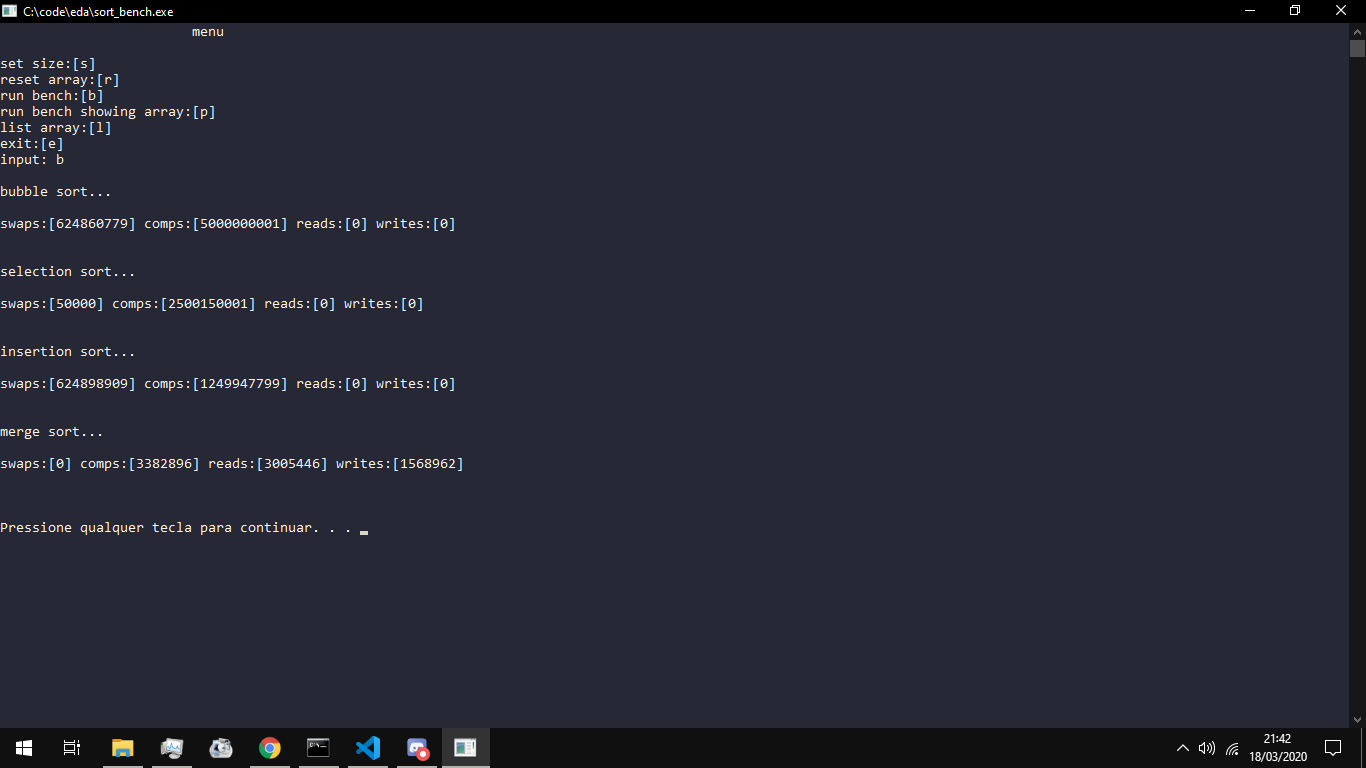 C:\code\eda\sort_bench.exe
menu
set size:[s]
reset array:[r]
run bench:[b]
run bench showing array:[p]
list array:[l]
exit:[e]
input: b
bubble sort...
swaps:[624860779] comps:[5000000001] reads:[0] writes:[0]
selection sort...
swaps:[50000] comps:[2500150001] reads:[0] writes:[0]
insertion sort...
swaps:[624898909] comps:[1249947799] reads:[0] writes:[0]
merge sort...
swaps:[0] comps:[3382896] reads:[3005446] writes:[1568962]
Pressione qualquer tecla para continuar. . .
21:42
18/03/2020